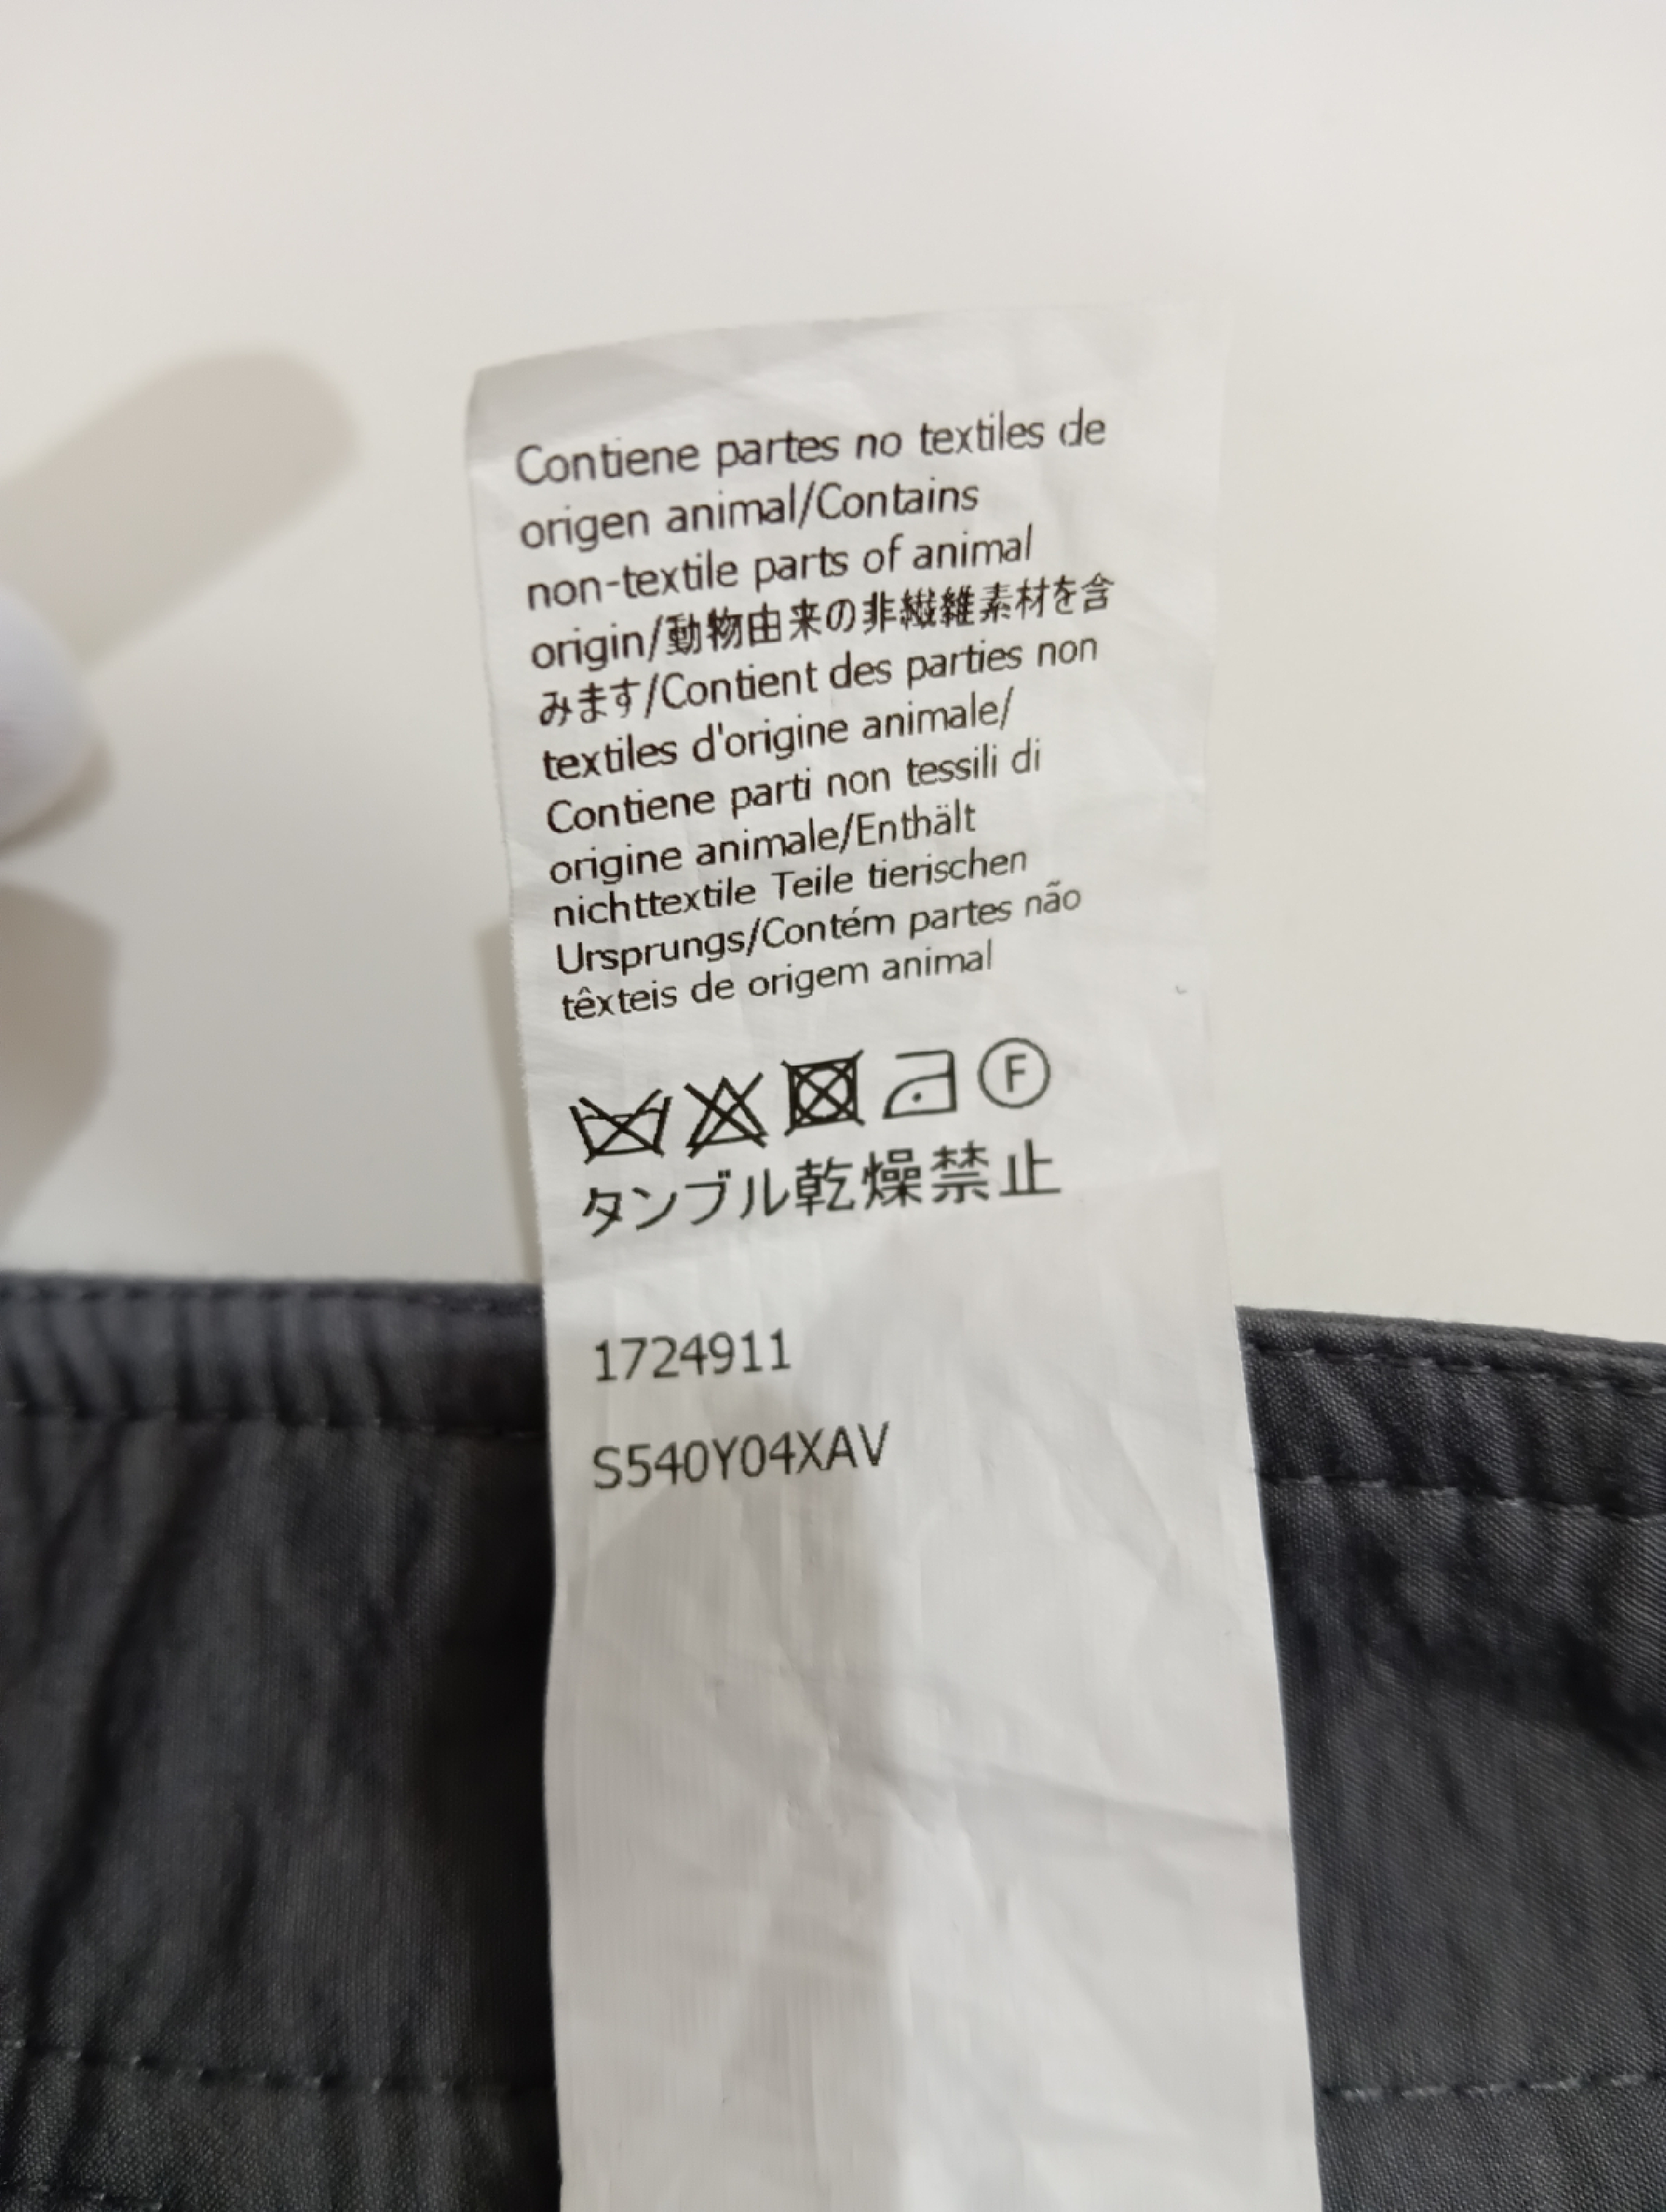 Contiene partes no textiles de
origen animal/Contains
non-textile parts of animal
origin/動物由来の非繊維素材を含
みます/Contient des parties non
textiles d'origine animale/
Contiene parti non tessili di
origine animale/Enthält
nichttextile Teile tierischen
Ursprungs/Contém partes não
têxteis de origem animal
F
タンブル乾燥禁止
1724911
S540Y04XAV